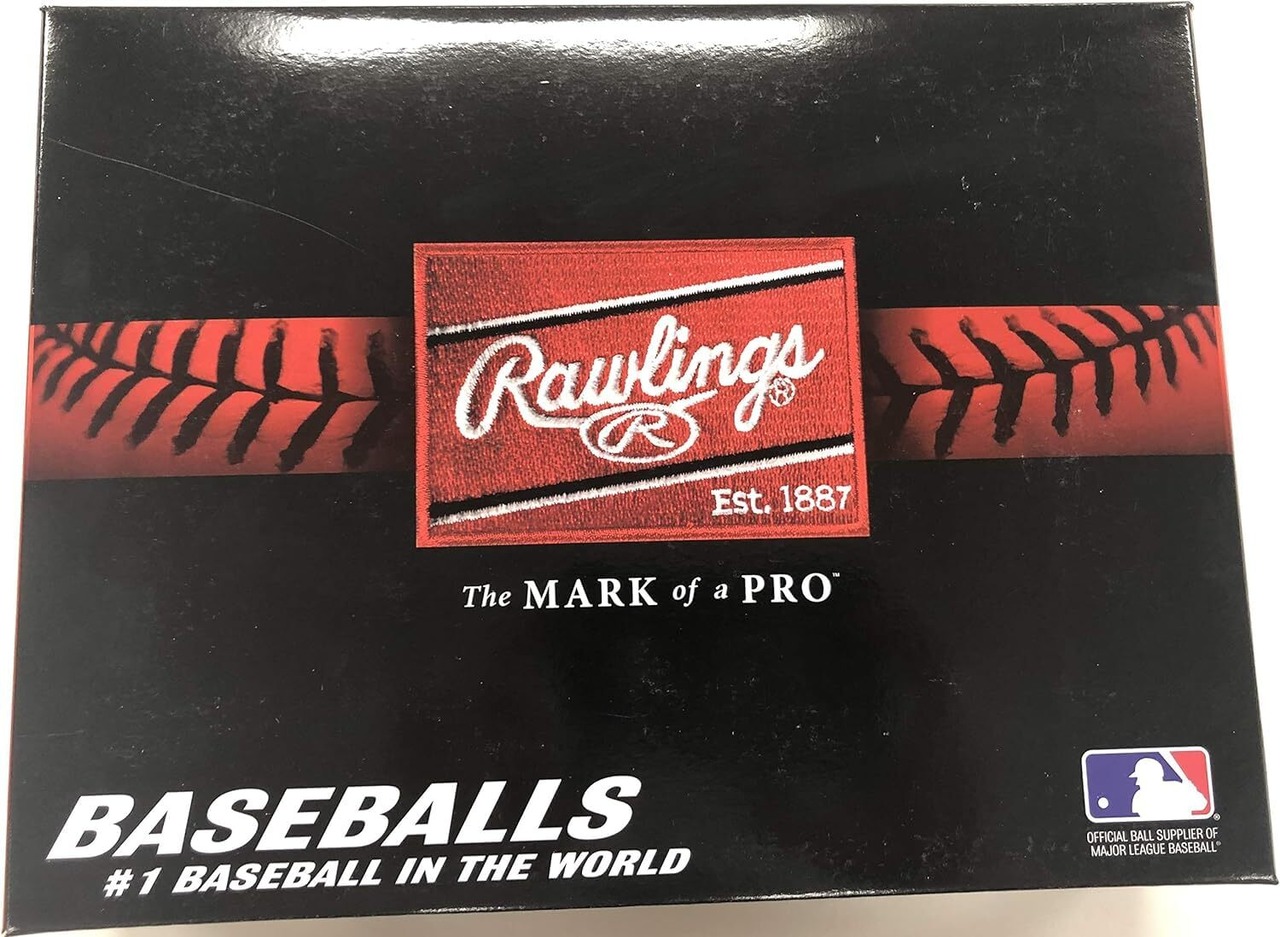 Rawlings®
R
Est. 1887
The MARK of a PRO™
BASEBALLS
#1 BASEBALL IN THE WORLD
OFFICIAL BALL SUPPLIER OF
MAJOR LEAGUE BASEBALL®